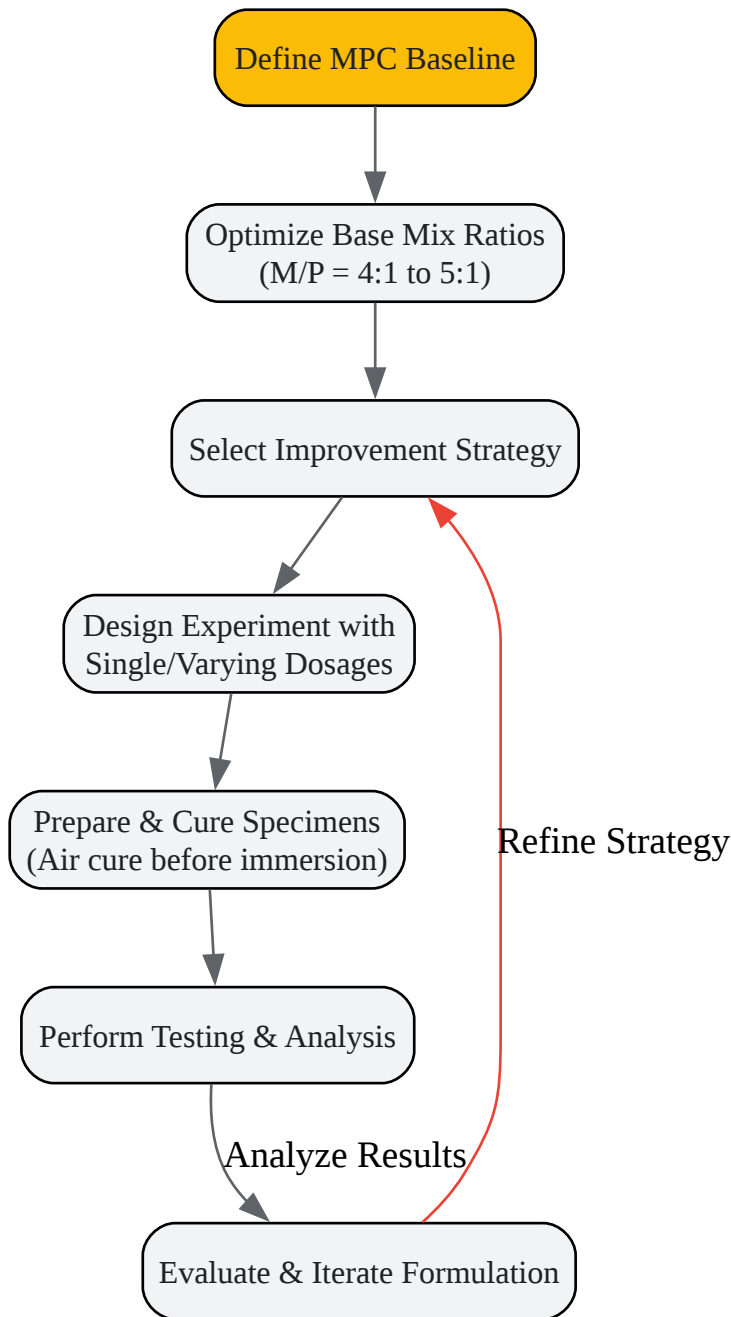 Define MPC Baseline
Optimize Base Mix Ratios
(M/P = 4:1 to 5:1)
Select Improvement Strategy
Design Experiment with
Single/Varying Dosages
Prepare & Cure Specimens
(Air cure before immersion)
Refine Strategy
Perform Testing & Analysis
Analyze Results
Evaluate & Iterate Formulation